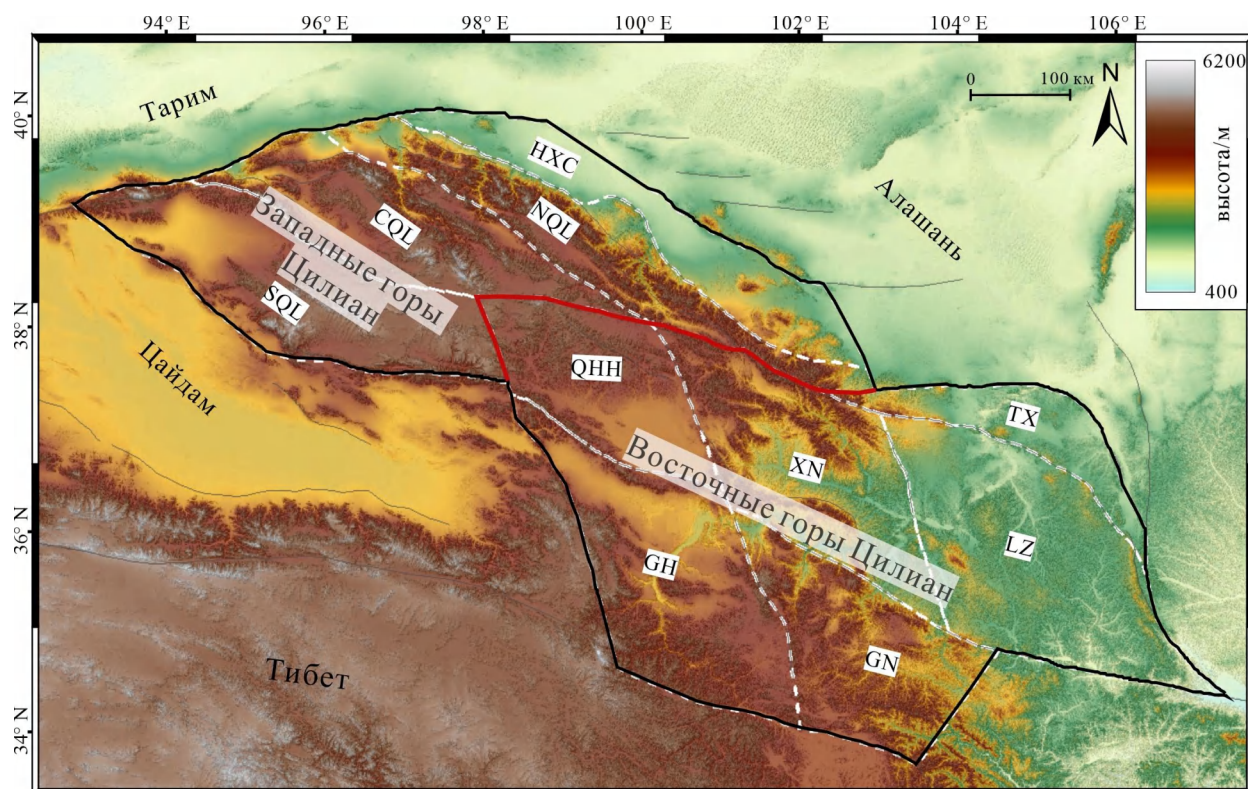 94° E 96° E 98° E 100° E 102° E 104° E 106° E
6200
400
высота/м
0 100 км
N
40° N
38° N
36° N
34° N
Тарим
HXC
Алашань
NQL
CQL
Западные горы
Цилиан
SQL
Цайдам
QHH
TX
XN
Восточные горы Цилиан
LZ
GH
GN
Тибет